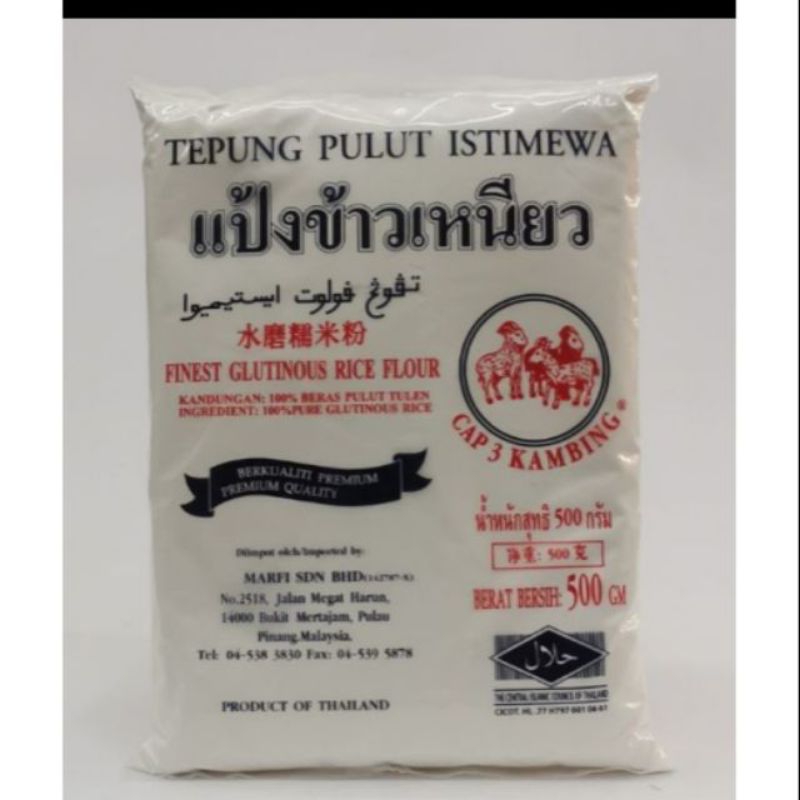 TEPUNG PULUT ISTIMEWA
แป้งข้าวเหนียว
تڤوڠ فولوت ايستيميوا
水磨糯米粉
FINEST GLUTINOUS RICE FLOUR
KANDUNGAN: 100% BERAS PULUT TULEN
INGREDIENT: 100%PURE GLUTINOUS RICE
CAP 3 KAMBING®
BERKUALITI PREMIUM
PREMIUM QUALITY
น้ำหนักสุทธิ 500 กรัม
净重: 500 克
BERAT BERSIH: 500 GM
Diimpot oleh/Imported by:
MARFI SDN BHD
No.2518, Jalan Megat Harun,
14000 Bukit Mertajam, Pulau
Pinang.Malaysia.
Tel: 04-538 3830 Fax: 04-539 5878
PRODUCT OF THAILAND
حلال
THE CENTRAL ISLAMIC COUNCIL OF THAILAND
CICOT. HL.